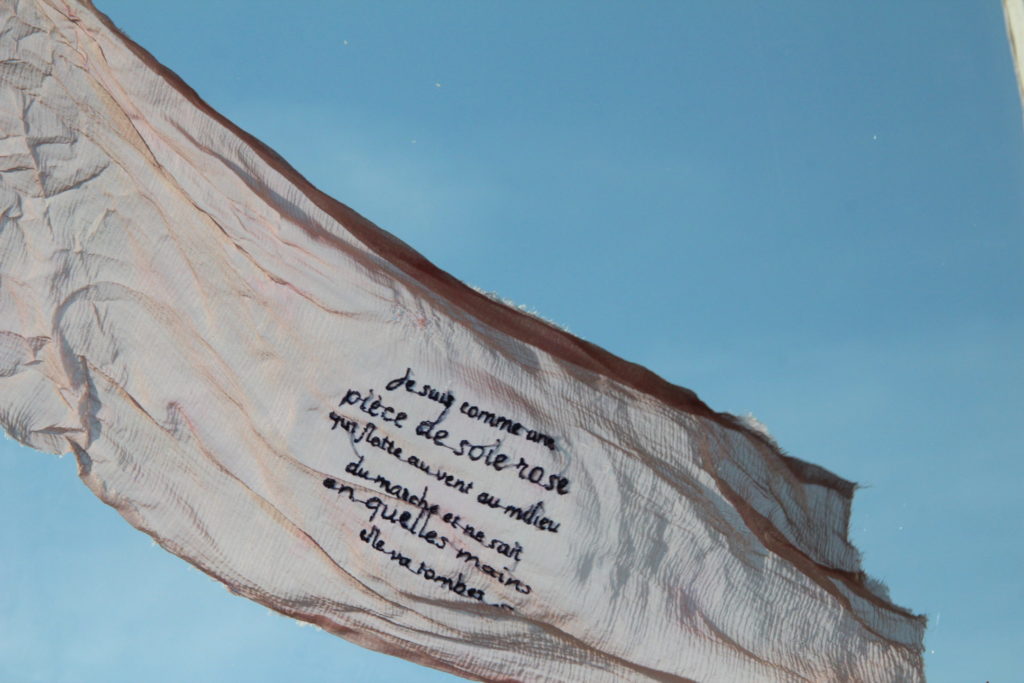 Je suis comme une
pièce de soie rose
qui flotte au vent au milieu
du marché et ne sait
en quelles mains
elle va tomber